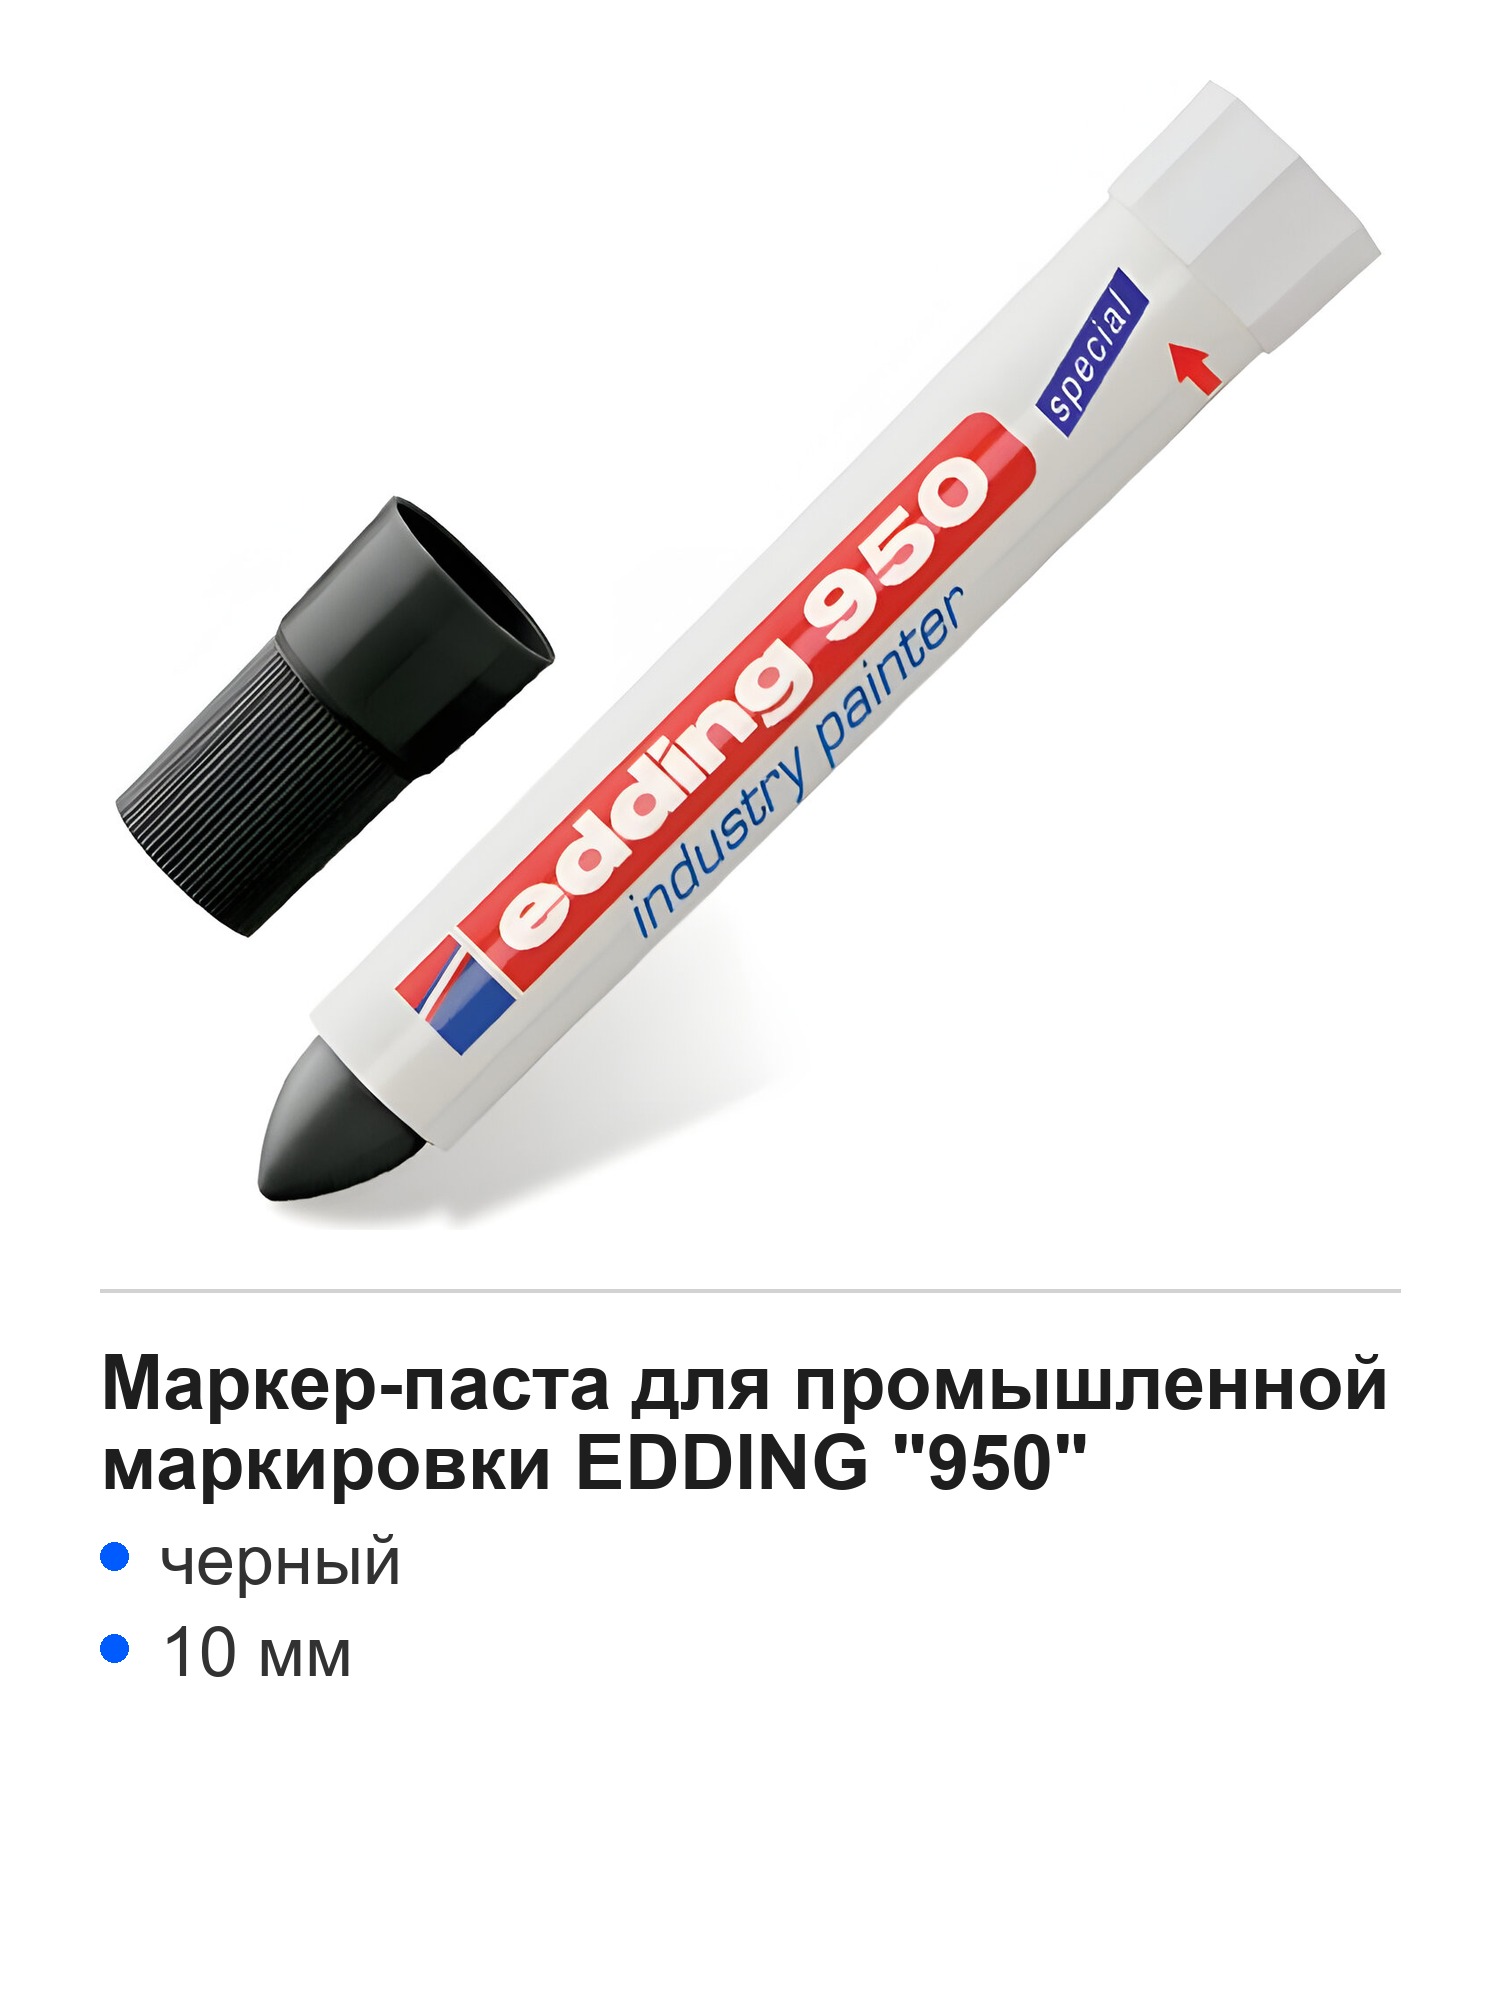 special
edding 950
industry painter
Маркер-паста для промышленной
маркировки EDDING "950"
черный
10 мм